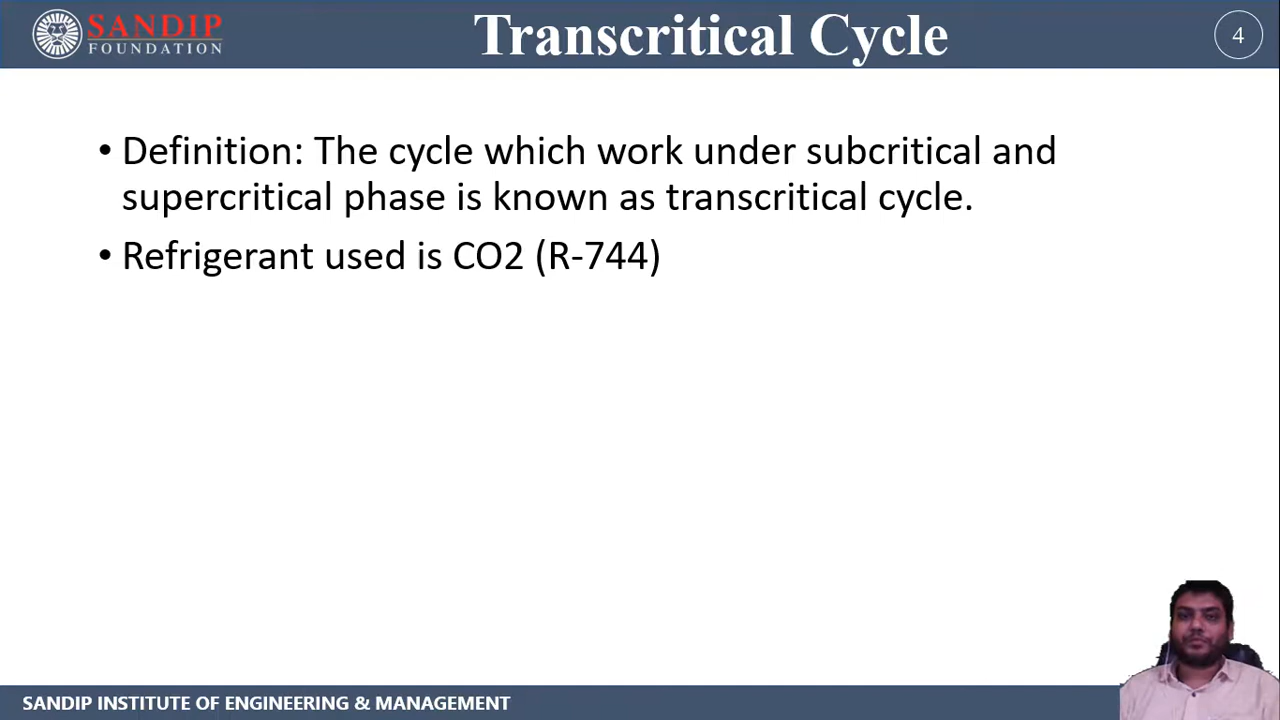 SANDIP
FOUNDATION
Transcritical Cycle
4
• Definition: The cycle which work under subcritical and
supercritical phase is known as transcritical cycle.
• Refrigerant used is CO2 (R-744)
SANDIP INSTITUTE OF ENGINEERING & MANAGEMENT